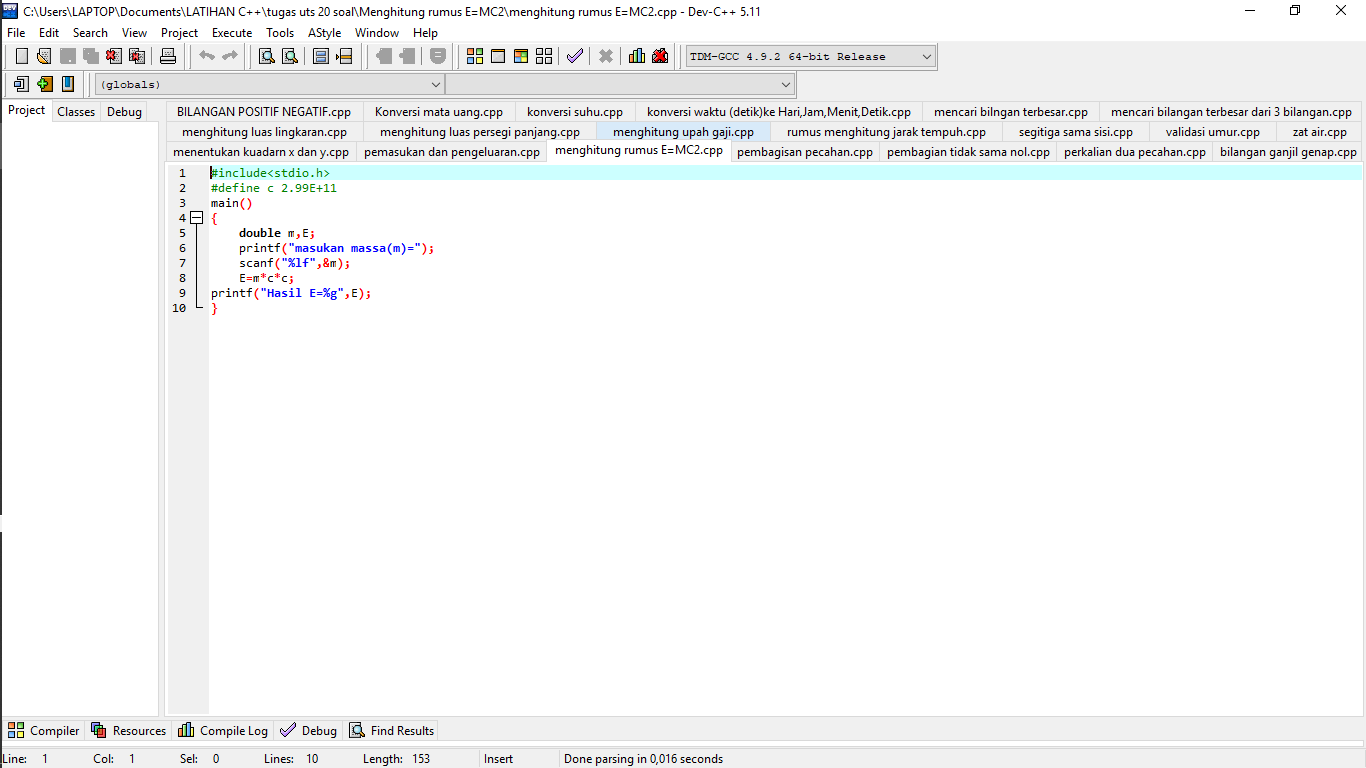 C:\Users\LAPTOP\Documents\LATIHAN C++\tugas uts 20 soal\Menghitung rumus E=MC2\menghitung rumus E=MC2.cpp - Dev-C++ 5.11
File Edit Search View Project Execute Tools AStyle Window Help
TDM-GCC 4.9.2 64-bit Release
(globals)
Project Classes Debug
BILANGAN POSITIF NEGATIF.cpp Konversi mata uang.cpp konversi suhu.cpp konversi waktu (detik)ke Hari,Jam,Menit,Detik.cpp mencari bilngan terbesar.cpp mencari bilangan terbesar dari 3 bilangan.cpp
menghitung luas lingkaran.cpp menghitung luas persegi panjang.cpp menghitung upah gaji.cpp rumus menghitung jarak tempuh.cpp segitiga sama sisi.cpp validasi umur.cpp zat air.cpp
menentukan kuadarn x dan y.cpp pemasukan dan pengeluaran.cpp menghitung rumus E=MC2.cpp pembagisan pecahan.cpp pembagian tidak sama nol.cpp perkalian dua pecahan.cpp bilangan ganjil genap.cpp
1 #include<stdio.h>
2 #define c 2.99E+11
3 main()
4 {
5 double m,E;
6 printf("masukan massa(m)=");
7 scanf("%lf",&m);
8 E=m*c*c;
9 printf("Hasil E=%g",E);
10 }
Compiler Resources Compile Log Debug Find Results
Line: 1 Col: 1 Sel: 0 Lines: 10 Length: 153 Insert Done parsing in 0,016 seconds